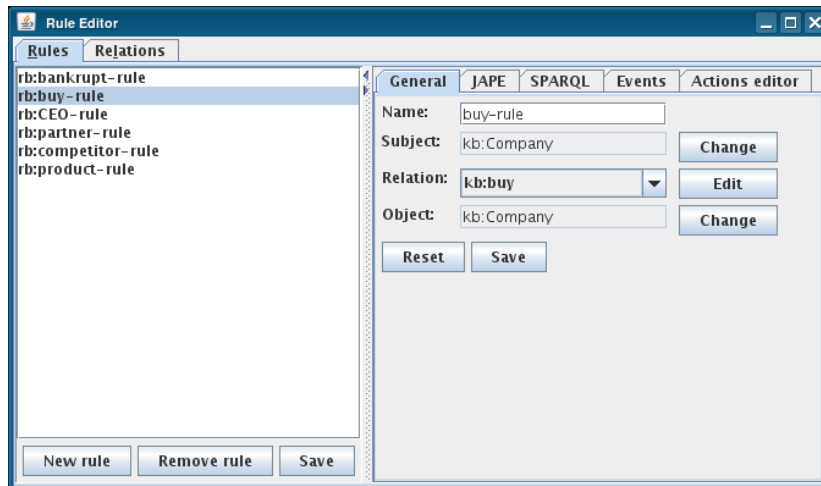 Rule Editor
Rules Relations
rb:bankrupt-rule
rb:buy-rule
rb:CEO-rule
rb:partner-rule
rb:competitor-rule
rb:product-rule
New rule Remove rule Save
General JAPE SPARQL Events Actions editor
Name: buy-rule
Subject: kb:Company Change
Relation: kb:buy Edit
Object: kb:Company Change
Reset Save